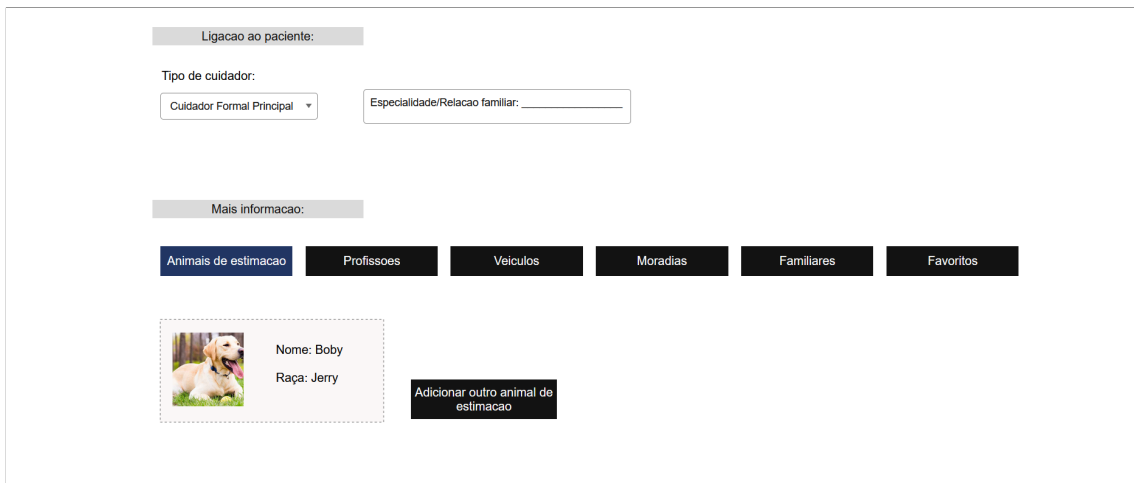 Ligacao ao paciente:
Tipo de cuidador:
Cuidador Formal Principal
Especialidade/Relacao familiar: __________________
Mais informacao:
Animais de estimacao
Profissoes
Veiculos
Moradias
Familiares
Favoritos
Nome: Boby
Raça: Jerry
Adicionar outro animal de
estimacao